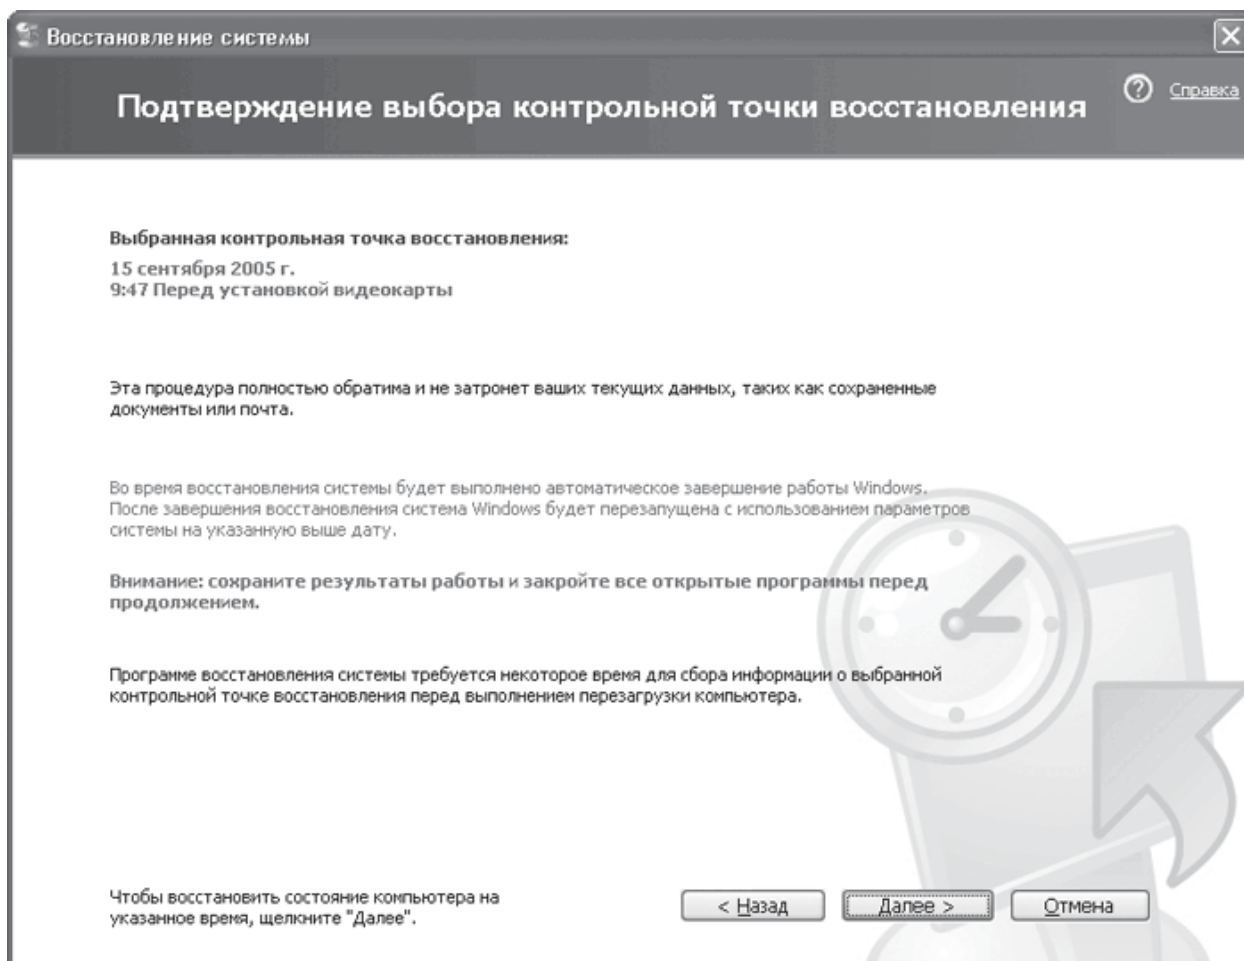 Восстановление системы
Подтверждение выбора контрольной точки восстановления
Справка
Выбранная контрольная точка восстановления:
15 сентября 2005 г.
9:47 Перед установкой видеокарты
Эта процедура полностью обратима и не затронет ваших текущих данных, таких как сохраненные
документы или почта.
Во время восстановления системы будет выполнено автоматическое завершение работы Windows.
После завершения восстановления система Windows будет перезапущена с использованием параметров
системы на указанную выше дату.
Внимание: сохраните результаты работы и закройте все открытые программы перед
продолжением.
Программе восстановления системы требуется некоторое время для сбора информации о выбранной
контрольной точке восстановления перед выполнением перезагрузки компьютера.
Чтобы восстановить состояние компьютера на
указанное время, щелкните "Далее".
< Назад
Далее >
Отмена